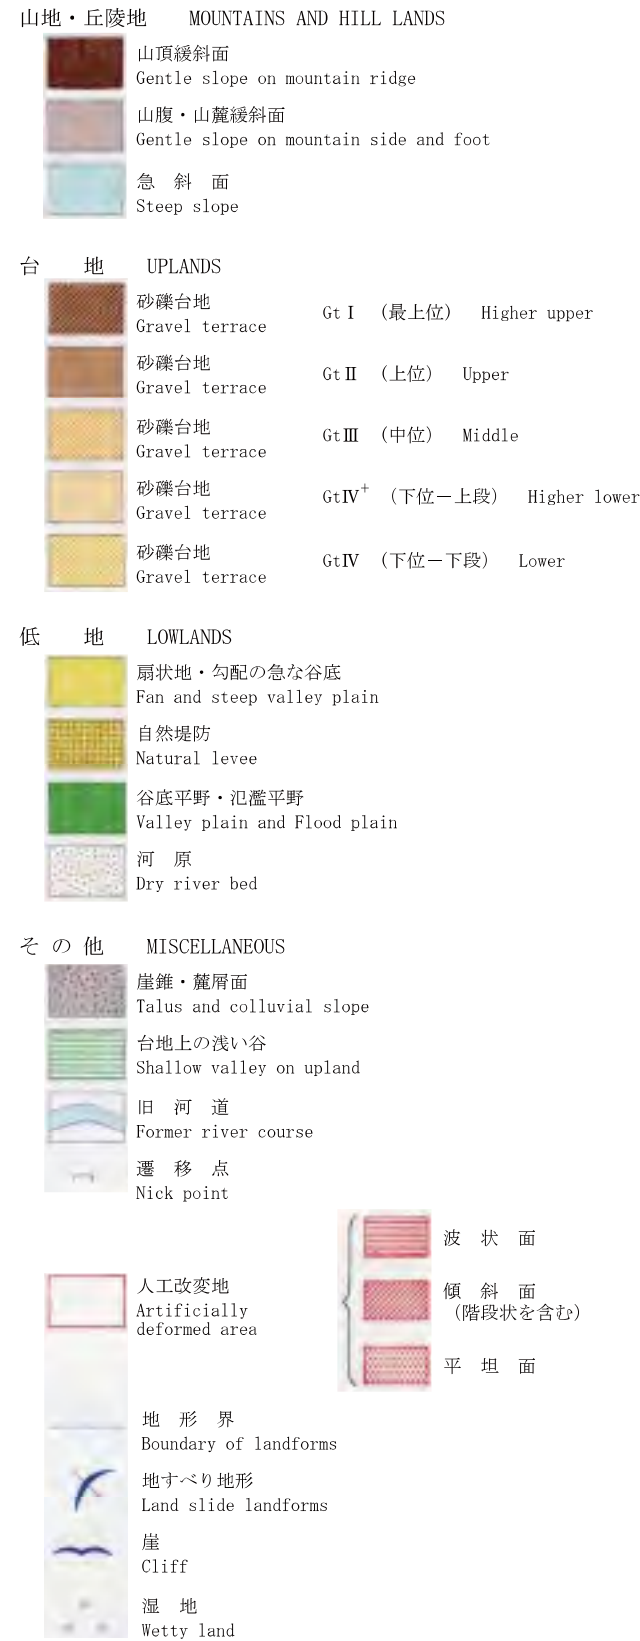 山地・丘陵地 MOUNTAINS AND HILL LANDS
山頂緩斜面
Gentle slope on mountain ridge
山腹・山麓緩斜面
Gentle slope on mountain side and foot
急斜面
Steep slope
台地 UPLANDS
砂礫台地
Gravel terrace GtⅠ (最上位) Higher upper
砂礫台地
Gravel terrace GtⅡ (上位) Upper
砂礫台地
Gravel terrace GtⅢ (中位) Middle
砂礫台地
Gravel terrace GtⅣ⁺ (下位－上段) Higher lower
砂礫台地
Gravel terrace GtⅣ (下位－下段) Lower
低地 LOWLANDS
扇状地・勾配の急な谷底
Fan and steep valley plain
自然堤防
Natural levee
谷底平野・氾濫平野
Valley plain and Flood plain
河原
Dry river bed
その他 MISCELLANEOUS
崖錐・麓屑面
Talus and colluvial slope
台地上の浅い谷
Shallow valley on upland
旧河道
Former river course
遷移点
Nick point
人工改変地
Artificially
deformed area
波状面
傾斜面
(階段状を含む)
平坦面
地形界
Boundary of landforms
地すべり地形
Land slide landforms
崖
Cliff
湿地
Wetty land